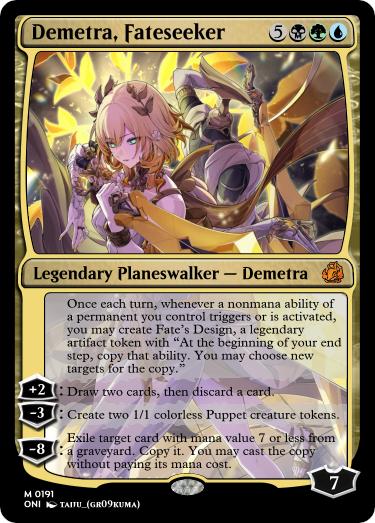 Demetra, Fateseeker 5
Legendary Planeswalker — Demetra
Once each turn, whenever a nonmana ability of
a permanent you control triggers or is activated,
you may create Fate's Design, a legendary
artifact token with “At the beginning of your end
step, copy that ability. You may choose new
targets for the copy.”
+2: Draw two cards, then discard a card.
-3: Create two 1/1 colorless Puppet creature tokens.
-8: Exile target card with mana value 7 or less from
a graveyard. Copy it. You may cast the copy
without paying its mana cost.
7
M 0191
ONI TAIJU_(GR09KUMA)